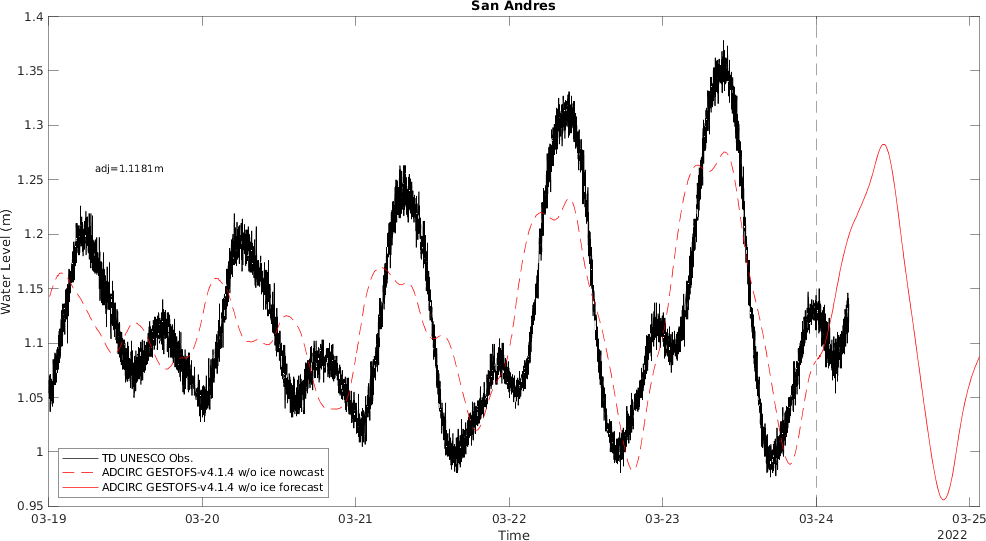 San Andres
1.4
1.35
1.3
adj=1.1181m
1.25
1.2
Water Level (m)
1.15
1.1
1.05
1
TD UNESCO Obs.
ADCIRC GESTOFS-v4.1.4 w/o ice nowcast
ADCIRC GESTOFS-v4.1.4 w/o ice forecast
0.95
03-19 03-20 03-21 03-22 03-23 03-24 03-25
Time
2022